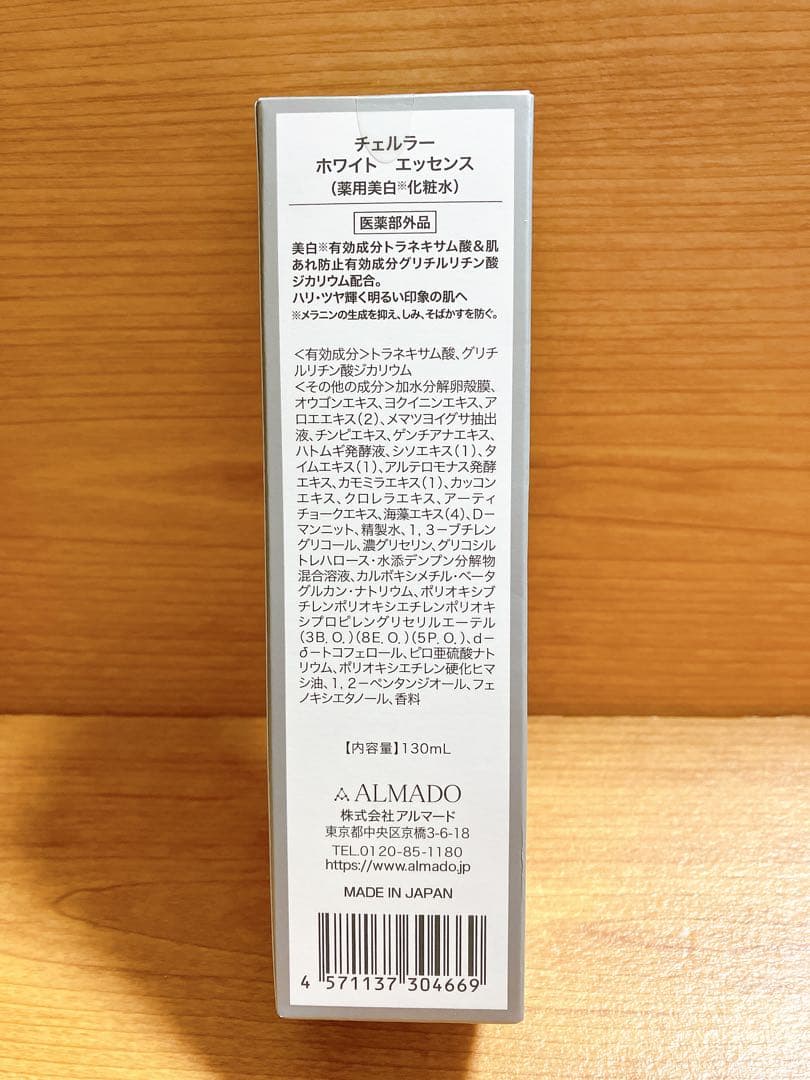 チェルラー
ホワイト　エッセンス
（薬用美白※化粧水）
医薬部外品
美白※有効成分トラネキサム酸＆肌
あれ防止有効成分グリチルリチン酸
ジカリウム配合。
ハリ・ツヤ輝く明るい印象の肌へ
※メラニンの生成を抑え、しみ、そばかすを防ぐ。
＜有効成分＞トラネキサム酸、グリチ
ルリチン酸ジカリウム
＜その他の成分＞加水分解卵殻膜、
オウゴンエキス、ヨクイニンエキス、ア
ロエエキス（2）、メマツヨイグサ抽出
液、チンピエキス、ゲンチアナエキス、
ハトムギ発酵液、シソエキス（1）、タ
イムエキス（1）、アルテロモナス発酵
エキス、カモミラエキス（1）、カッコン
エキス、クロレラエキス、アーティ
チョークエキス、海藻エキス（4）、D－
マンニット、精製水、1，3－ブチレン
グリコール、濃グリセリン、グリコシル
トレハロース・水添デンプン分解物
混合溶液、カルボキシメチル・ベータ
グルカン・ナトリウム、ポリオキシブ
チレンポリオキシエチレンポリオキ
シプロピレングリセリルエーテル
（3B．O．）（8E．O．）（5P．O．）、d－
δ－トコフェロール、ピロ亜硫酸ナト
リウム、ポリオキシエチレン硬化ヒマ
シ油、1，2－ペンタンジオール、フェ
ノキシエタノール、香料
【内容量】130mL
ALMADO
株式会社アルマード
東京都中央区京橋3-6-18
TEL.0120-85-1180
https://www.almado.jp
MADE IN JAPAN
4 571137 304669